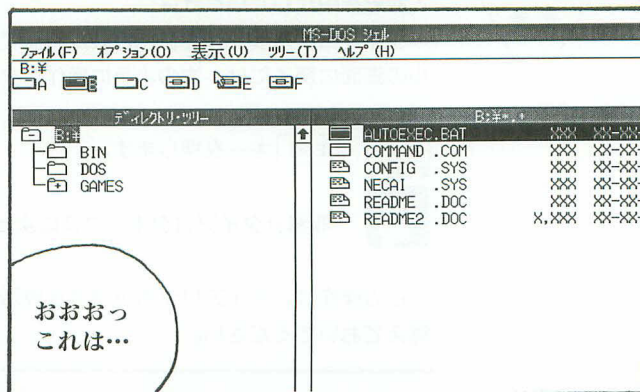 MS-DOS シェル
ファイル(F) オプション(O) 表示(U) ツリー(T) ヘルプ(H)
B:¥
A B C D E F
ディレクトリ・ツリー
B:¥
BIN
DOS
GAMES
B:¥*.*
AUTOEXEC.BAT XXX XX-XX-
COMMAND .COM XXX XX-XX-
CONFIG .SYS XXX XX-XX-
NECAI .SYS XXX XX-XX-
README .DOC XXX XX-XX-
README2 .DOC X,XXX XX-XX-
おおおっ
これは…